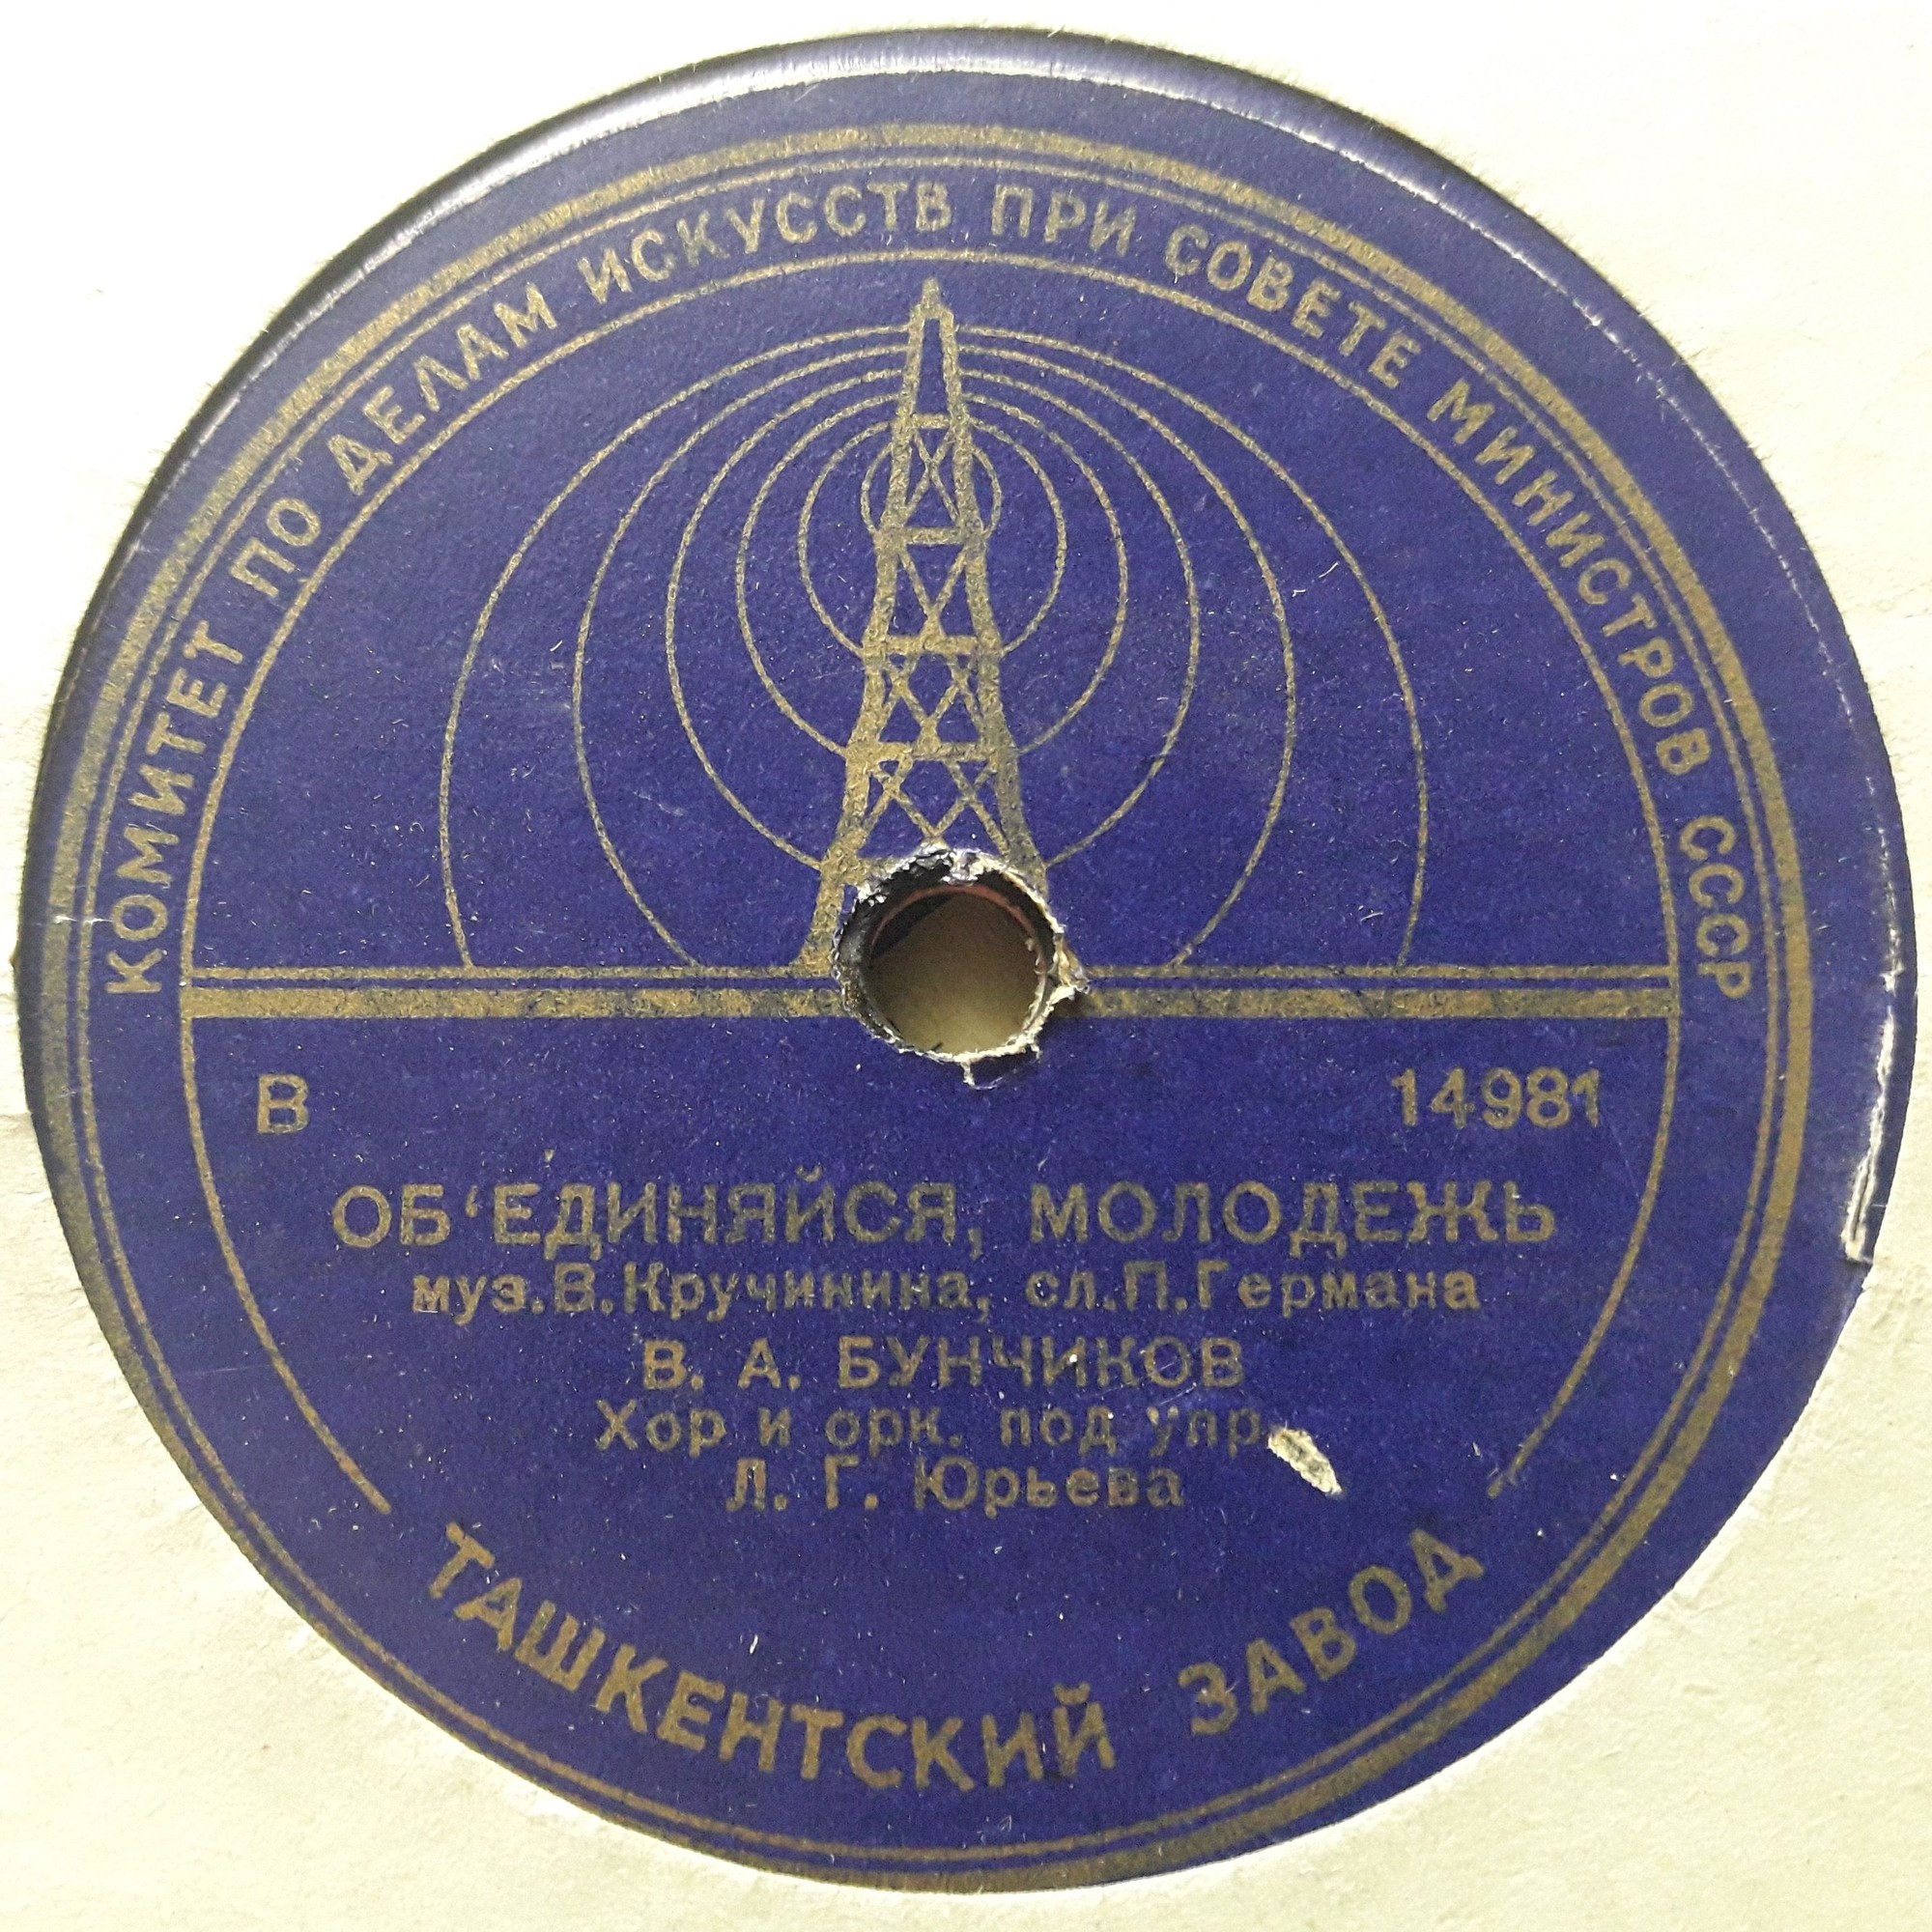 КОМИТЕТ ПО ДЕЛАМ ИСКУССТВ ПРИ СОВЕТЕ МИНИСТРОВ СССР
В 14981
ОБ‘ЕДИНЯЙСЯ, МОЛОДЕЖЬ
муз.В.Кручинина, сл.П.Германа
В. А. БУНЧИКОВ
Хор и орк. под упр.
Л. Г. Юрьева
ТАШКЕНТСКИЙ ЗАВОД